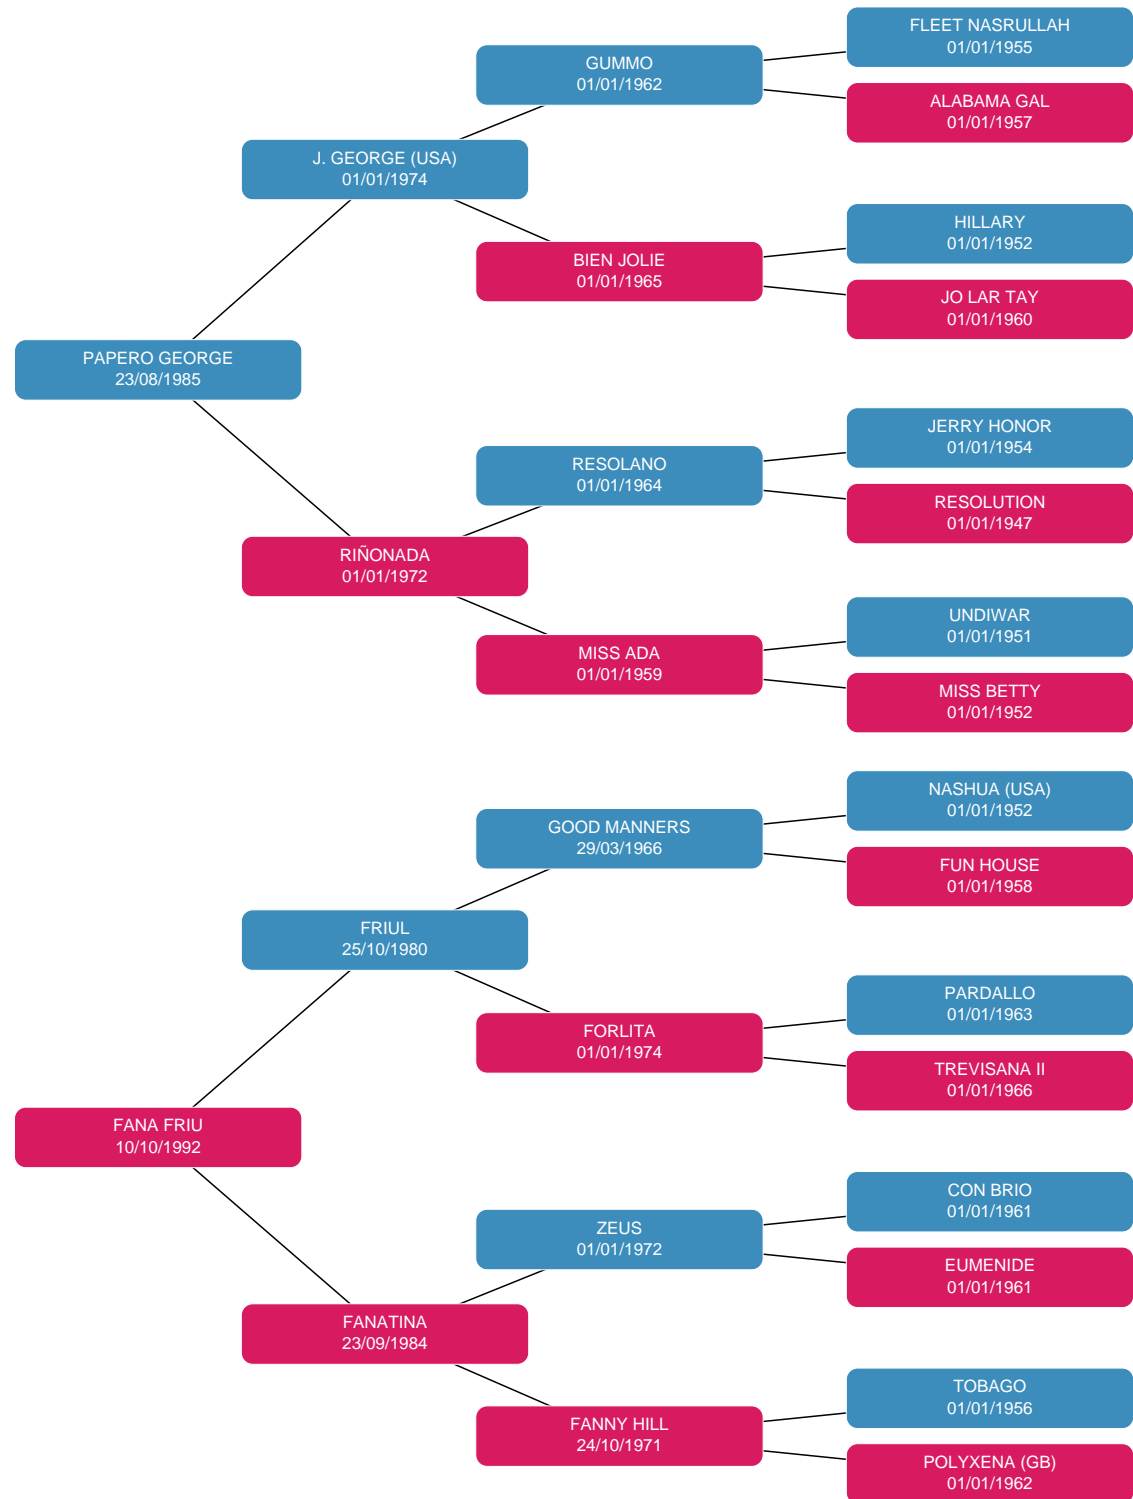 FLEET NASRULLAH
01/01/1955
GUMMO
01/01/1962
ALABAMA GAL
01/01/1957
J. GEORGE (USA)
01/01/1974
HILLARY
01/01/1952
BIEN JOLIE
01/01/1965
JO LAR TAY
01/01/1960
PAPERO GEORGE
23/08/1985
JERRY HONOR
01/01/1954
RESOLANO
01/01/1964
RESOLUTION
01/01/1947
RIÑONADA
01/01/1972
UNDIWAR
01/01/1951
MISS ADA
01/01/1959
MISS BETTY
01/01/1952
NASHUA (USA)
01/01/1952
GOOD MANNERS
29/03/1966
FUN HOUSE
01/01/1958
FRIUL
25/10/1980
PARDALLO
01/01/1963
FORLITA
01/01/1974
TREVISANA II
01/01/1966
FANA FRIU
10/10/1992
CON BRIO
01/01/1961
ZEUS
01/01/1972
EUMENIDE
01/01/1961
FANATINA
23/09/1984
TOBAGO
01/01/1956
FANNY HILL
24/10/1971
POLYXENA (GB)
01/01/1962